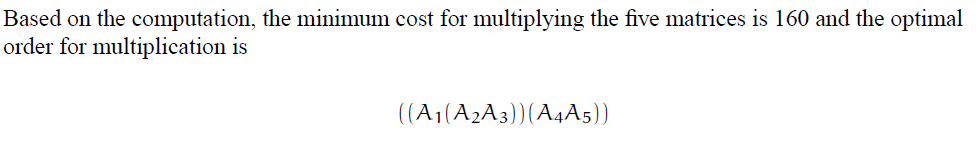 Based on the computation, the minimum cost for multiplying the five matrices is 160 and the optimal
order for multiplication is
((A₁(A₂A₃))(A₄A₅))